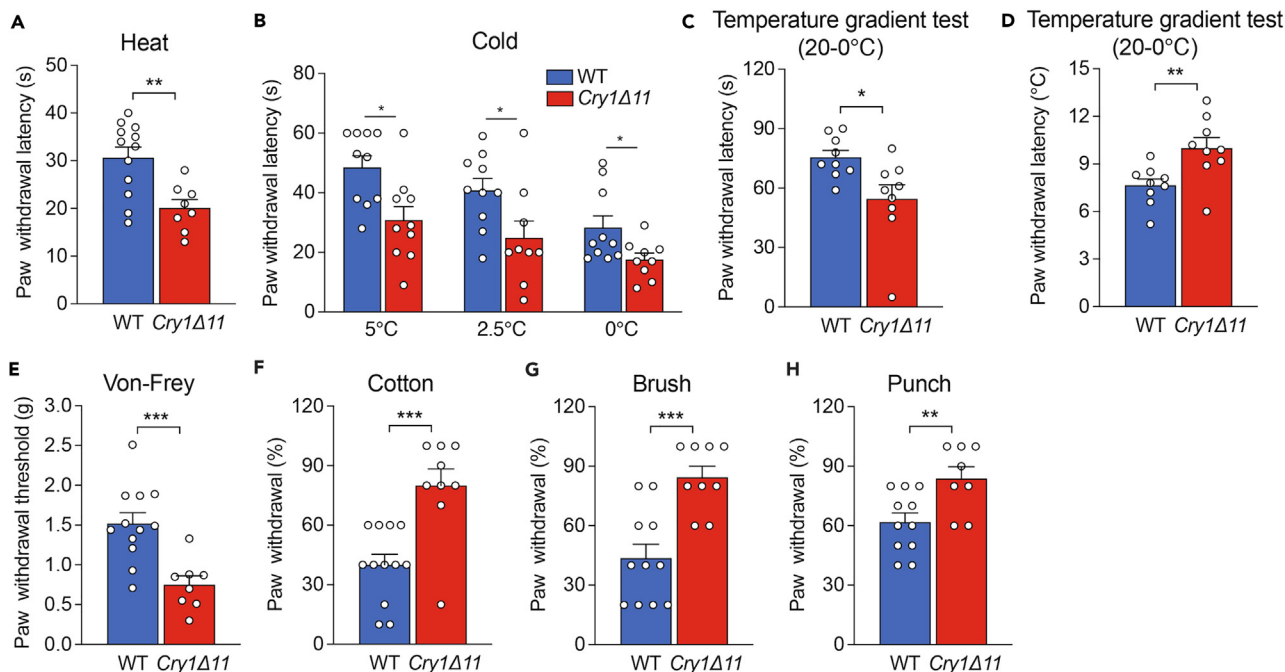 A
Heat
Paw withdrawal latency (s)
50
40
30
20
10
0
**
WT Cry1Δ11
B
Cold
Paw withdrawal latency (s)
80
60
40
20
0
WT
Cry1Δ11
*
*
*
5°C
2.5°C
0°C
C
Temperature gradient test
(20-0°C)
Paw withdrawal latency (s)
120
90
60
30
0
*
WT Cry1Δ11
D
Temperature gradient test
(20-0°C)
Paw withdrawal latency (°C)
15
12
9
6
3
0
**
WT Cry1Δ11
E
Von-Frey
Paw withdrawal threshold (g)
3.0
2.5
2.0
1.5
1.0
0.5
0.0
***
WT Cry1Δ11
F
Cotton
Paw withdrawal (%)
120
90
60
30
0
***
WT Cry1Δ11
G
Brush
Paw withdrawal (%)
120
90
60
30
0
***
WT Cry1Δ11
H
Punch
Paw withdrawal (%)
120
90
60
30
0
**
WT Cry1Δ11